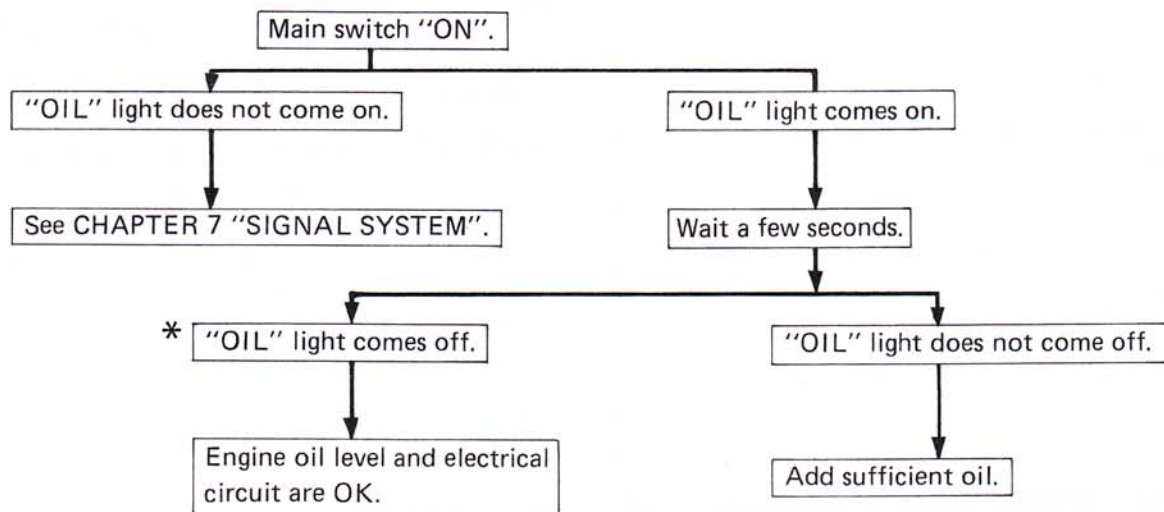 Main switch “ON”.
“OIL” light does not come on.
“OIL” light comes on.
See CHAPTER 7 “SIGNAL SYSTEM”.
Wait a few seconds.
* “OIL” light comes off.
“OIL” light does not come off.
Engine oil level and electrical
circuit are OK.
Add sufficient oil.